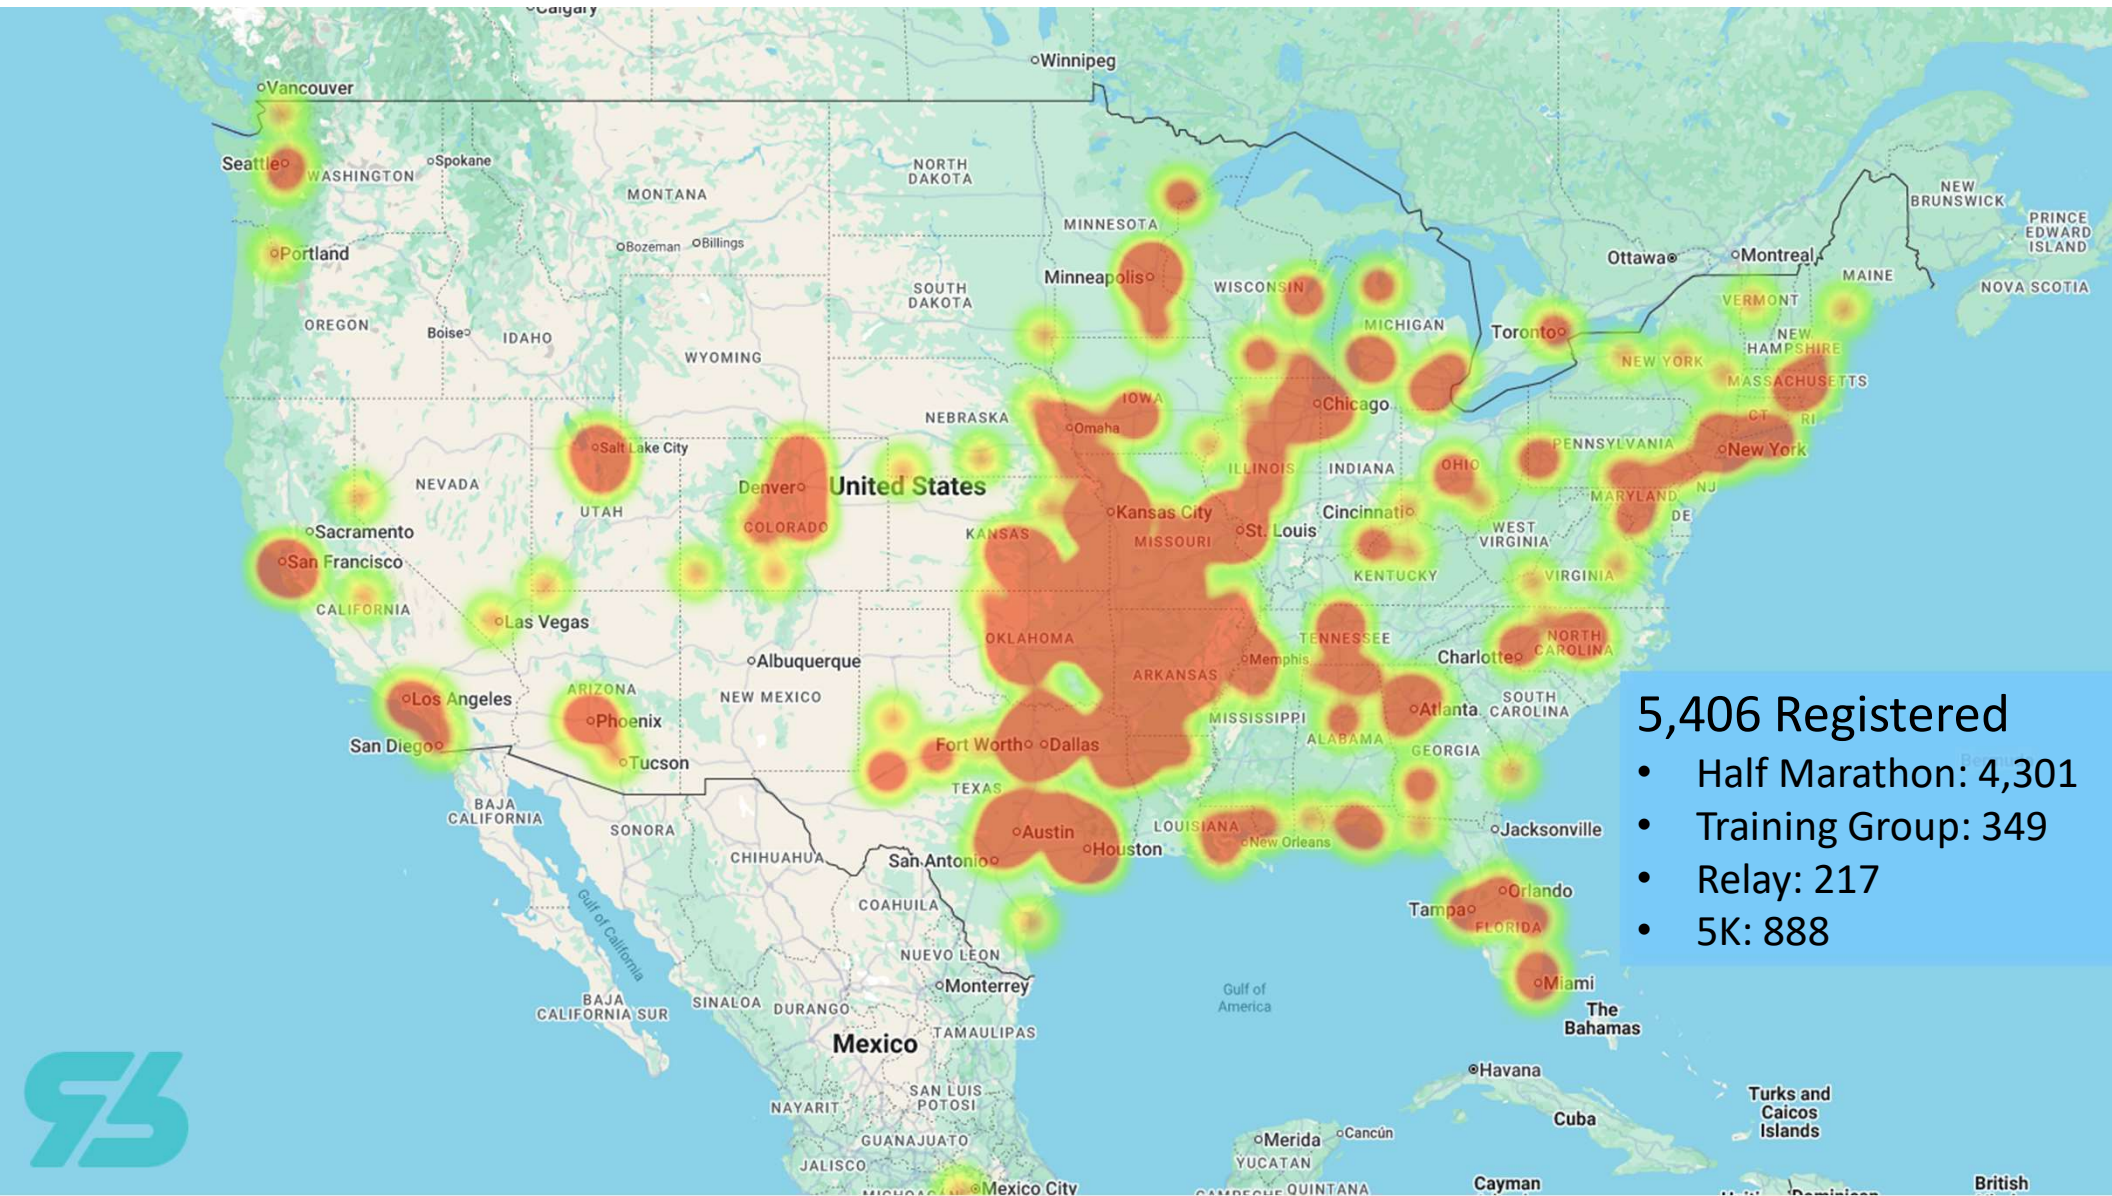 Calgary
Winnipeg
Vancouver
Seattle
Spokane
WASHINGTON
NORTH
DAKOTA
MONTANA
MINNESOTA
NEW
BRUNSWICK
PRINCE
EDWARD
ISLAND
Portland
Bozeman
Billings
Ottawa
Montreal
MAINE
NOVA SCOTIA
Minneapolis
WISCONSIN
SOUTH
DAKOTA
VERMONT
OREGON
Boise
IDAHO
WYOMING
MICHIGAN
Toronto
NEW
HAMPSHIRE
NEW YORK
MASSACHUSETTS
CT
RI
IOWA
Chicago
NEBRASKA
Omaha
Salt Lake City
PENNSYLVANIA
New York
NEVADA
Denver
United States
ILLINOIS
INDIANA
OHIO
MARYLAND
NJ
DE
UTAH
COLORADO
Kansas City
Cincinnati
Sacramento
KANSAS
MISSOURI
St. Louis
WEST
VIRGINIA
San Francisco
KENTUCKY
VIRGINIA
CALIFORNIA
Las Vegas
OKLAHOMA
TENNESSEE
NORTH
CAROLINA
Albuquerque
Memphis
Charlotte
ARKANSAS
Los Angeles
ARIZONA
NEW MEXICO
SOUTH
CAROLINA
Phoenix
MISSISSIPPI
Atlanta
San Diego
Fort Worth
Dallas
ALABAMA
GEORGIA
Tucson
TEXAS
BAJA
CALIFORNIA
SONORA
Austin
LOUISIANA
New Orleans
Jacksonville
CHIHUAHUA
San Antonio
Houston
Gulf of California
COAHUILA
Orlando
Tampa
FLORIDA
NUEVO LEON
Monterrey
Miami
Gulf of
America
BAJA
CALIFORNIA SUR
SINALOA
DURANGO
The
Bahamas
Mexico
TAMAULIPAS
Havana
SAN LUIS
POTOSI
NAYARIT
Cuba
Turks and
Caicos
Islands
GUANAJUATO
Merida
Cancún
JALISCO
YUCATAN
Mexico City
QUINTANA
Cayman
British
5,406 Registered
• Half Marathon: 4,301
• Training Group: 349
• Relay: 217
• 5K: 888